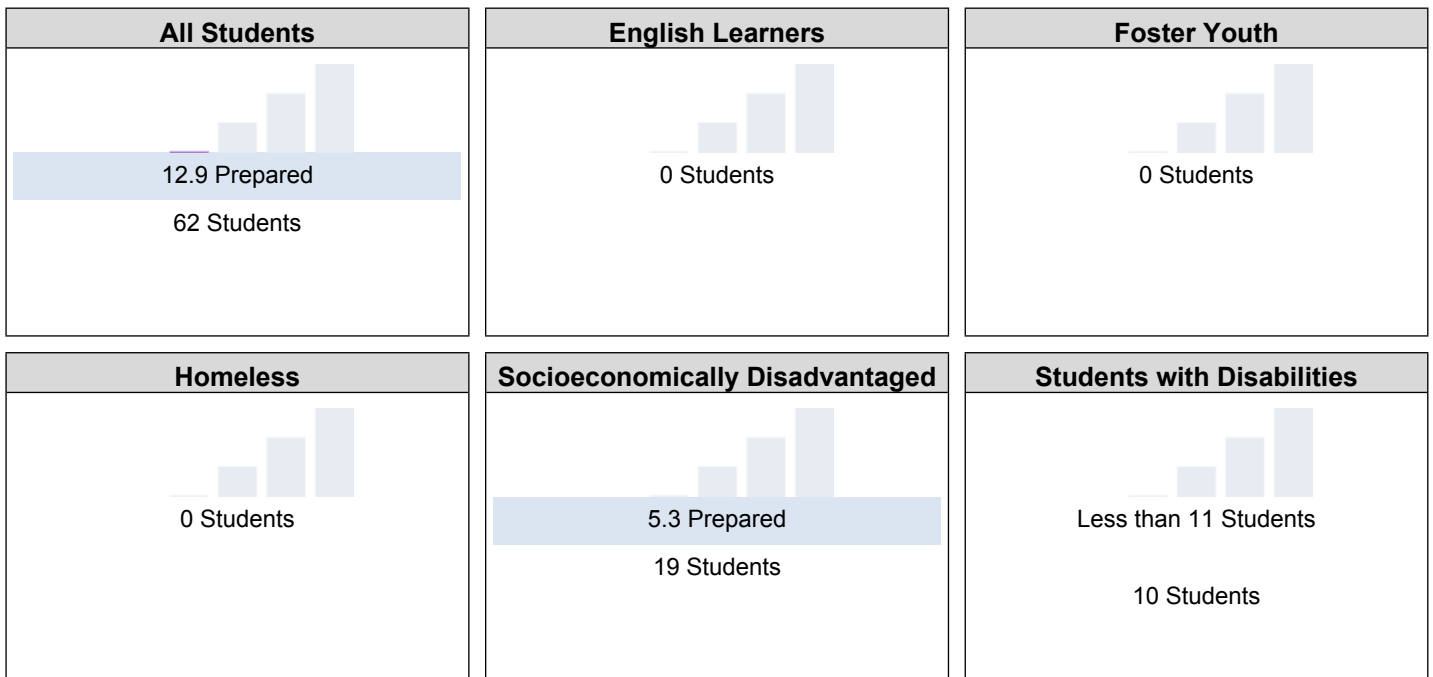 All Students
12.9 Prepared
62 Students
English Learners
0 Students
Foster Youth
0 Students
Homeless
0 Students
Socioeconomically Disadvantaged
5.3 Prepared
19 Students
Students with Disabilities
Less than 11 Students
10 Students